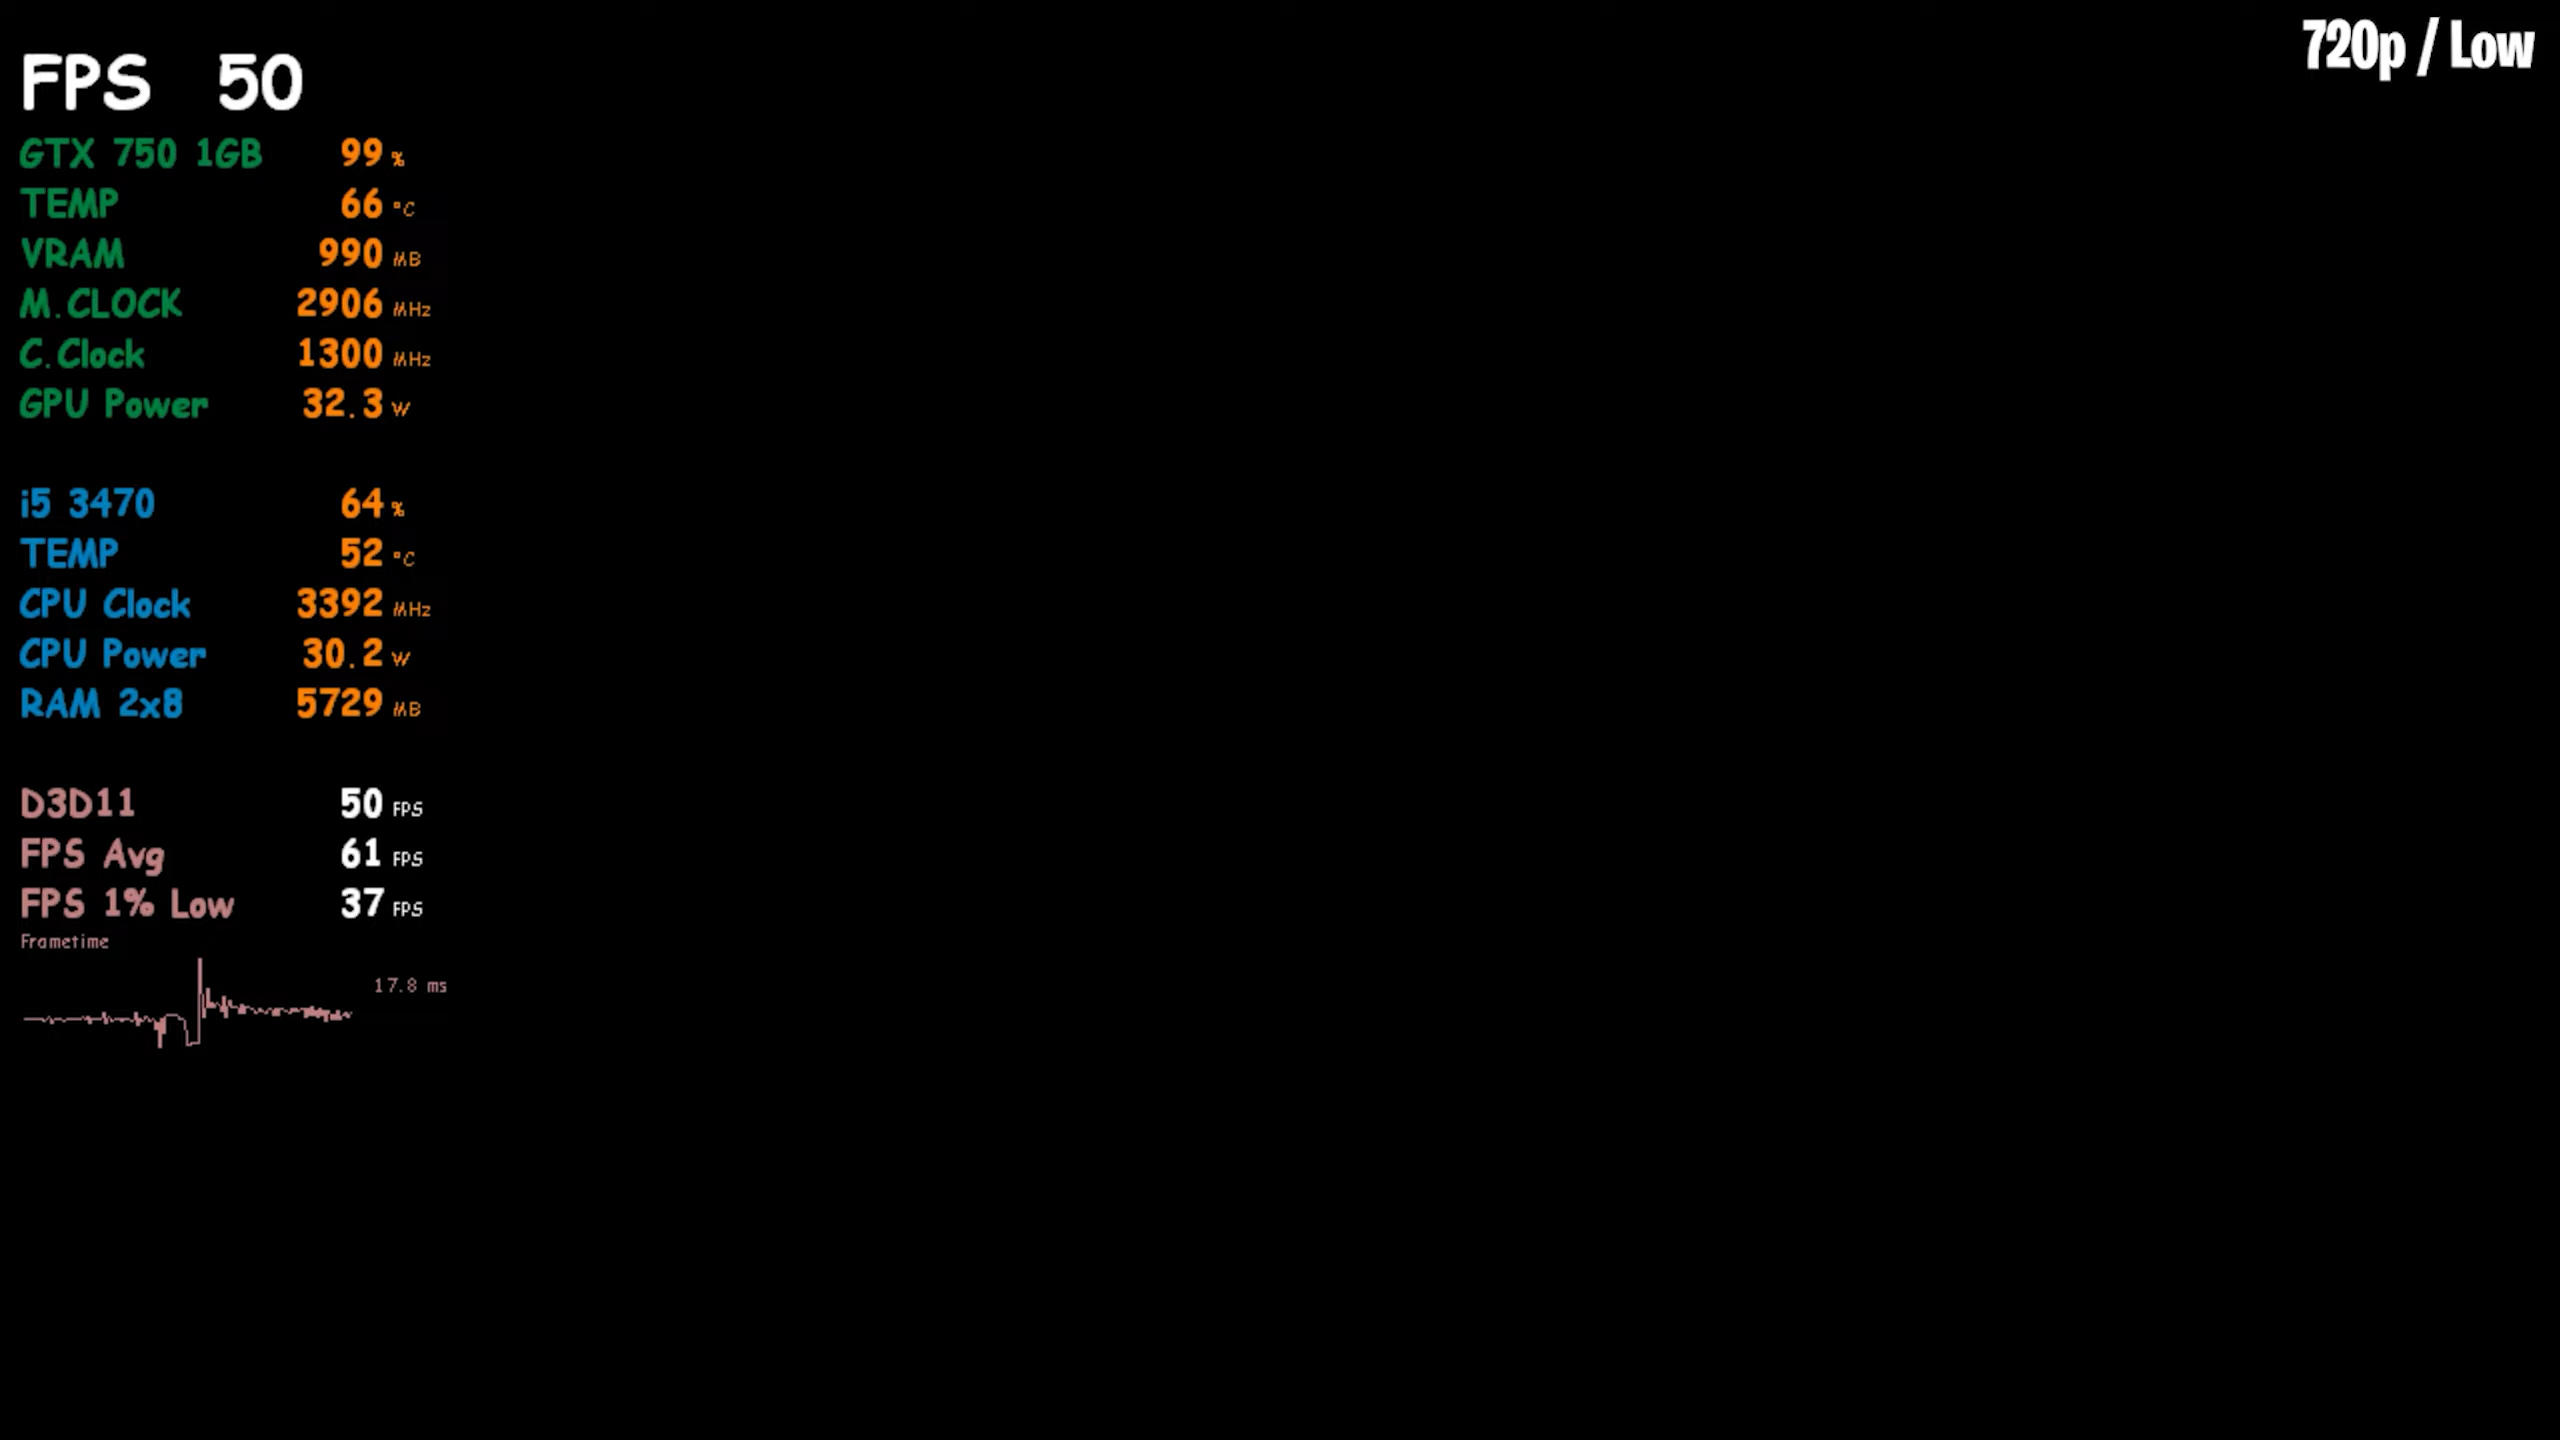 720p / Low
FPS 50
GTX 750 1GB 99 %
TEMP 66 °C
VRAM 990 MB
M.CLOCK 2906 MHz
C.Clock 1300 MHz
GPU Power 32.3 W
i5 3470 64 %
TEMP 52 °C
CPU Clock 3392 MHz
CPU Power 30.2 W
RAM 2x8 5729 MB
D3D11 50 FPS
FPS Avg 61 FPS
FPS 1% Low 37 FPS
Frametime
17.8 ms